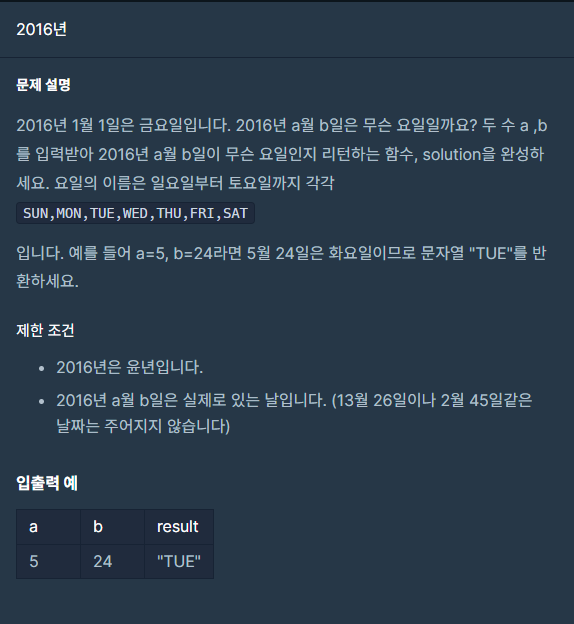 2016년
문제 설명
2016년 1월 1일은 금요일입니다. 2016년 a월 b일은 무슨 요일일까요? 두 수 a ,b
를 입력받아 2016년 a월 b일이 무슨 요일인지 리턴하는 함수, solution을 완성하
세요. 요일의 이름은 일요일부터 토요일까지 각각
SUN,MON,TUE,WED,THU,FRI,SAT
입니다. 예를 들어 a=5, b=24라면 5월 24일은 화요일이므로 문자열 "TUE"를 반
환하세요.
제한 조건
• 2016년은 윤년입니다.
• 2016년 a월 b일은 실제로 있는 날입니다. (13월 26일이나 2월 45일같은
날짜는 주어지지 않습니다)
입출력 예
a b result
5 24 "TUE"